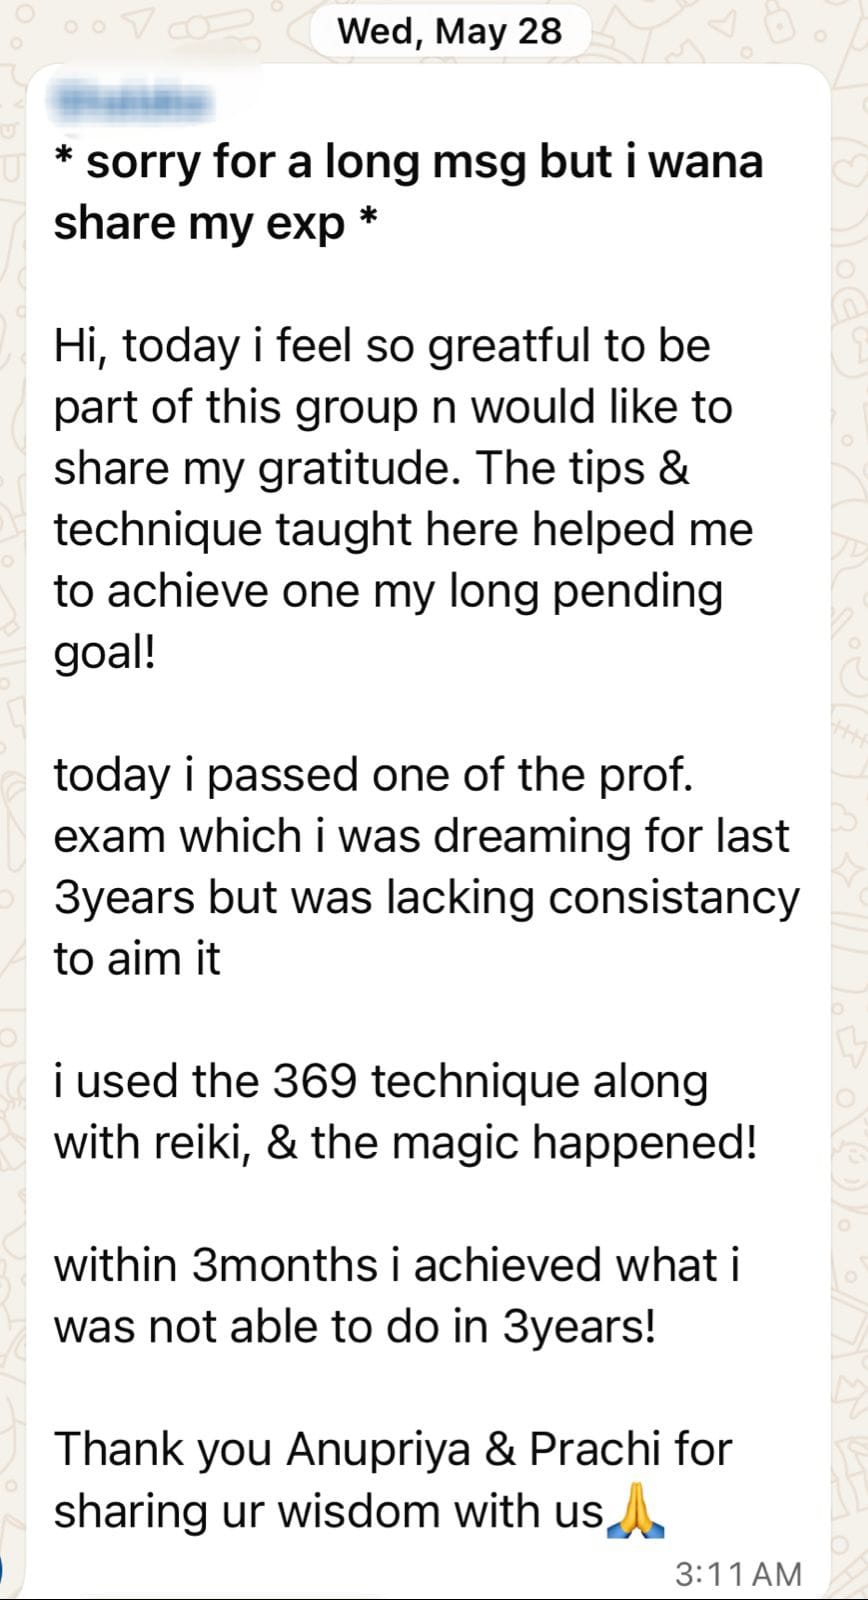 Wed, May 28
* sorry for a long msg but i wana
share my exp *
Hi, today i feel so greatful to be
part of this group n would like to
share my gratitude. The tips &
technique taught here helped me
to achieve one my long pending
goal!
today i passed one of the prof.
exam which i was dreaming for last
3years but was lacking consistancy
to aim it
i used the 369 technique along
with reiki, & the magic happened!
within 3months i achieved what i
was not able to do in 3years!
Thank you Anupriya & Prachi for
sharing ur wisdom with us🙏
3:11 AM